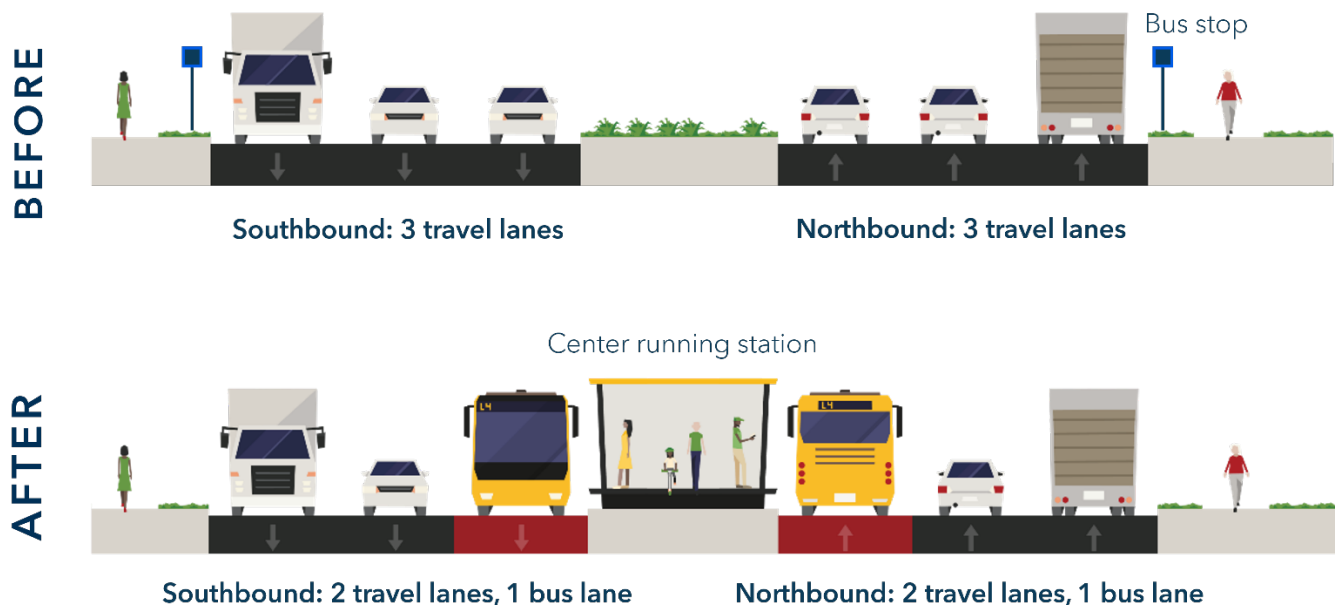 BEFORE
Bus stop
Southbound: 3 travel lanes
Northbound: 3 travel lanes
AFTER
Center running station
L4
L4
Southbound: 2 travel lanes, 1 bus lane
Northbound: 2 travel lanes, 1 bus lane